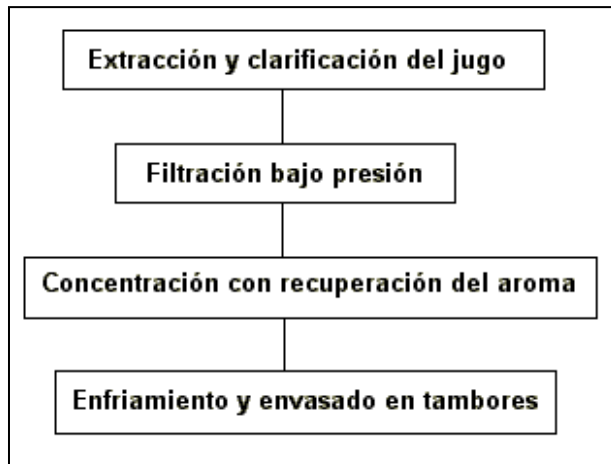 Extracción y clarificación del jugo
Filtración bajo presión
Concentración con recuperación del aroma
Enfriamiento y envasado en tambores